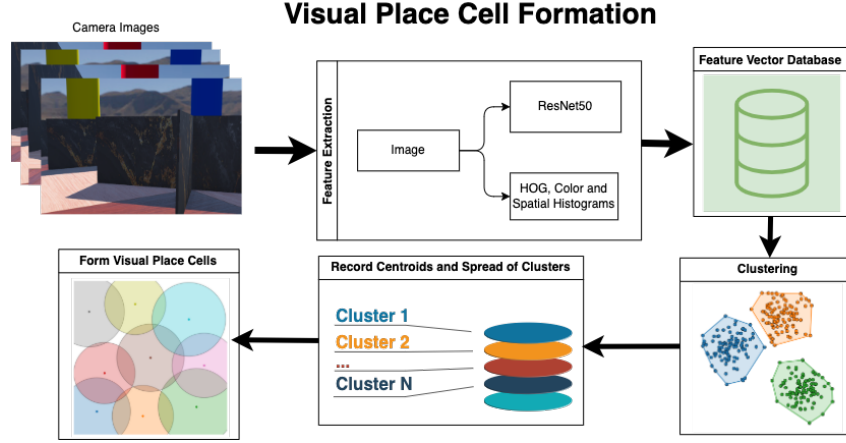 Visual Place Cell Formation
Camera Images
Feature Extraction
Image
ResNet50
HOG, Color and
Spatial Histograms
Feature Vector Database
Clustering
Record Centroids and Spread of Clusters
Cluster 1
Cluster 2
...
Cluster N
Form Visual Place Cells